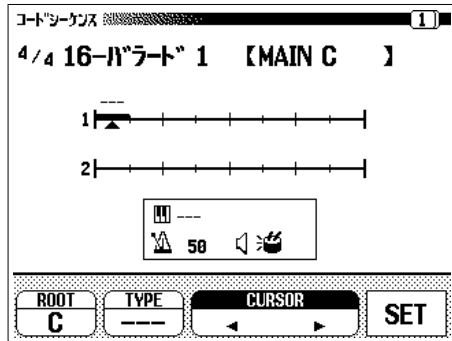 コード シーケンス 1
4/4 16-バラード 1 【MAIN C 】
---
1
2
---
50
ROOT TYPE CURSOR
C --- ◄ ► SET